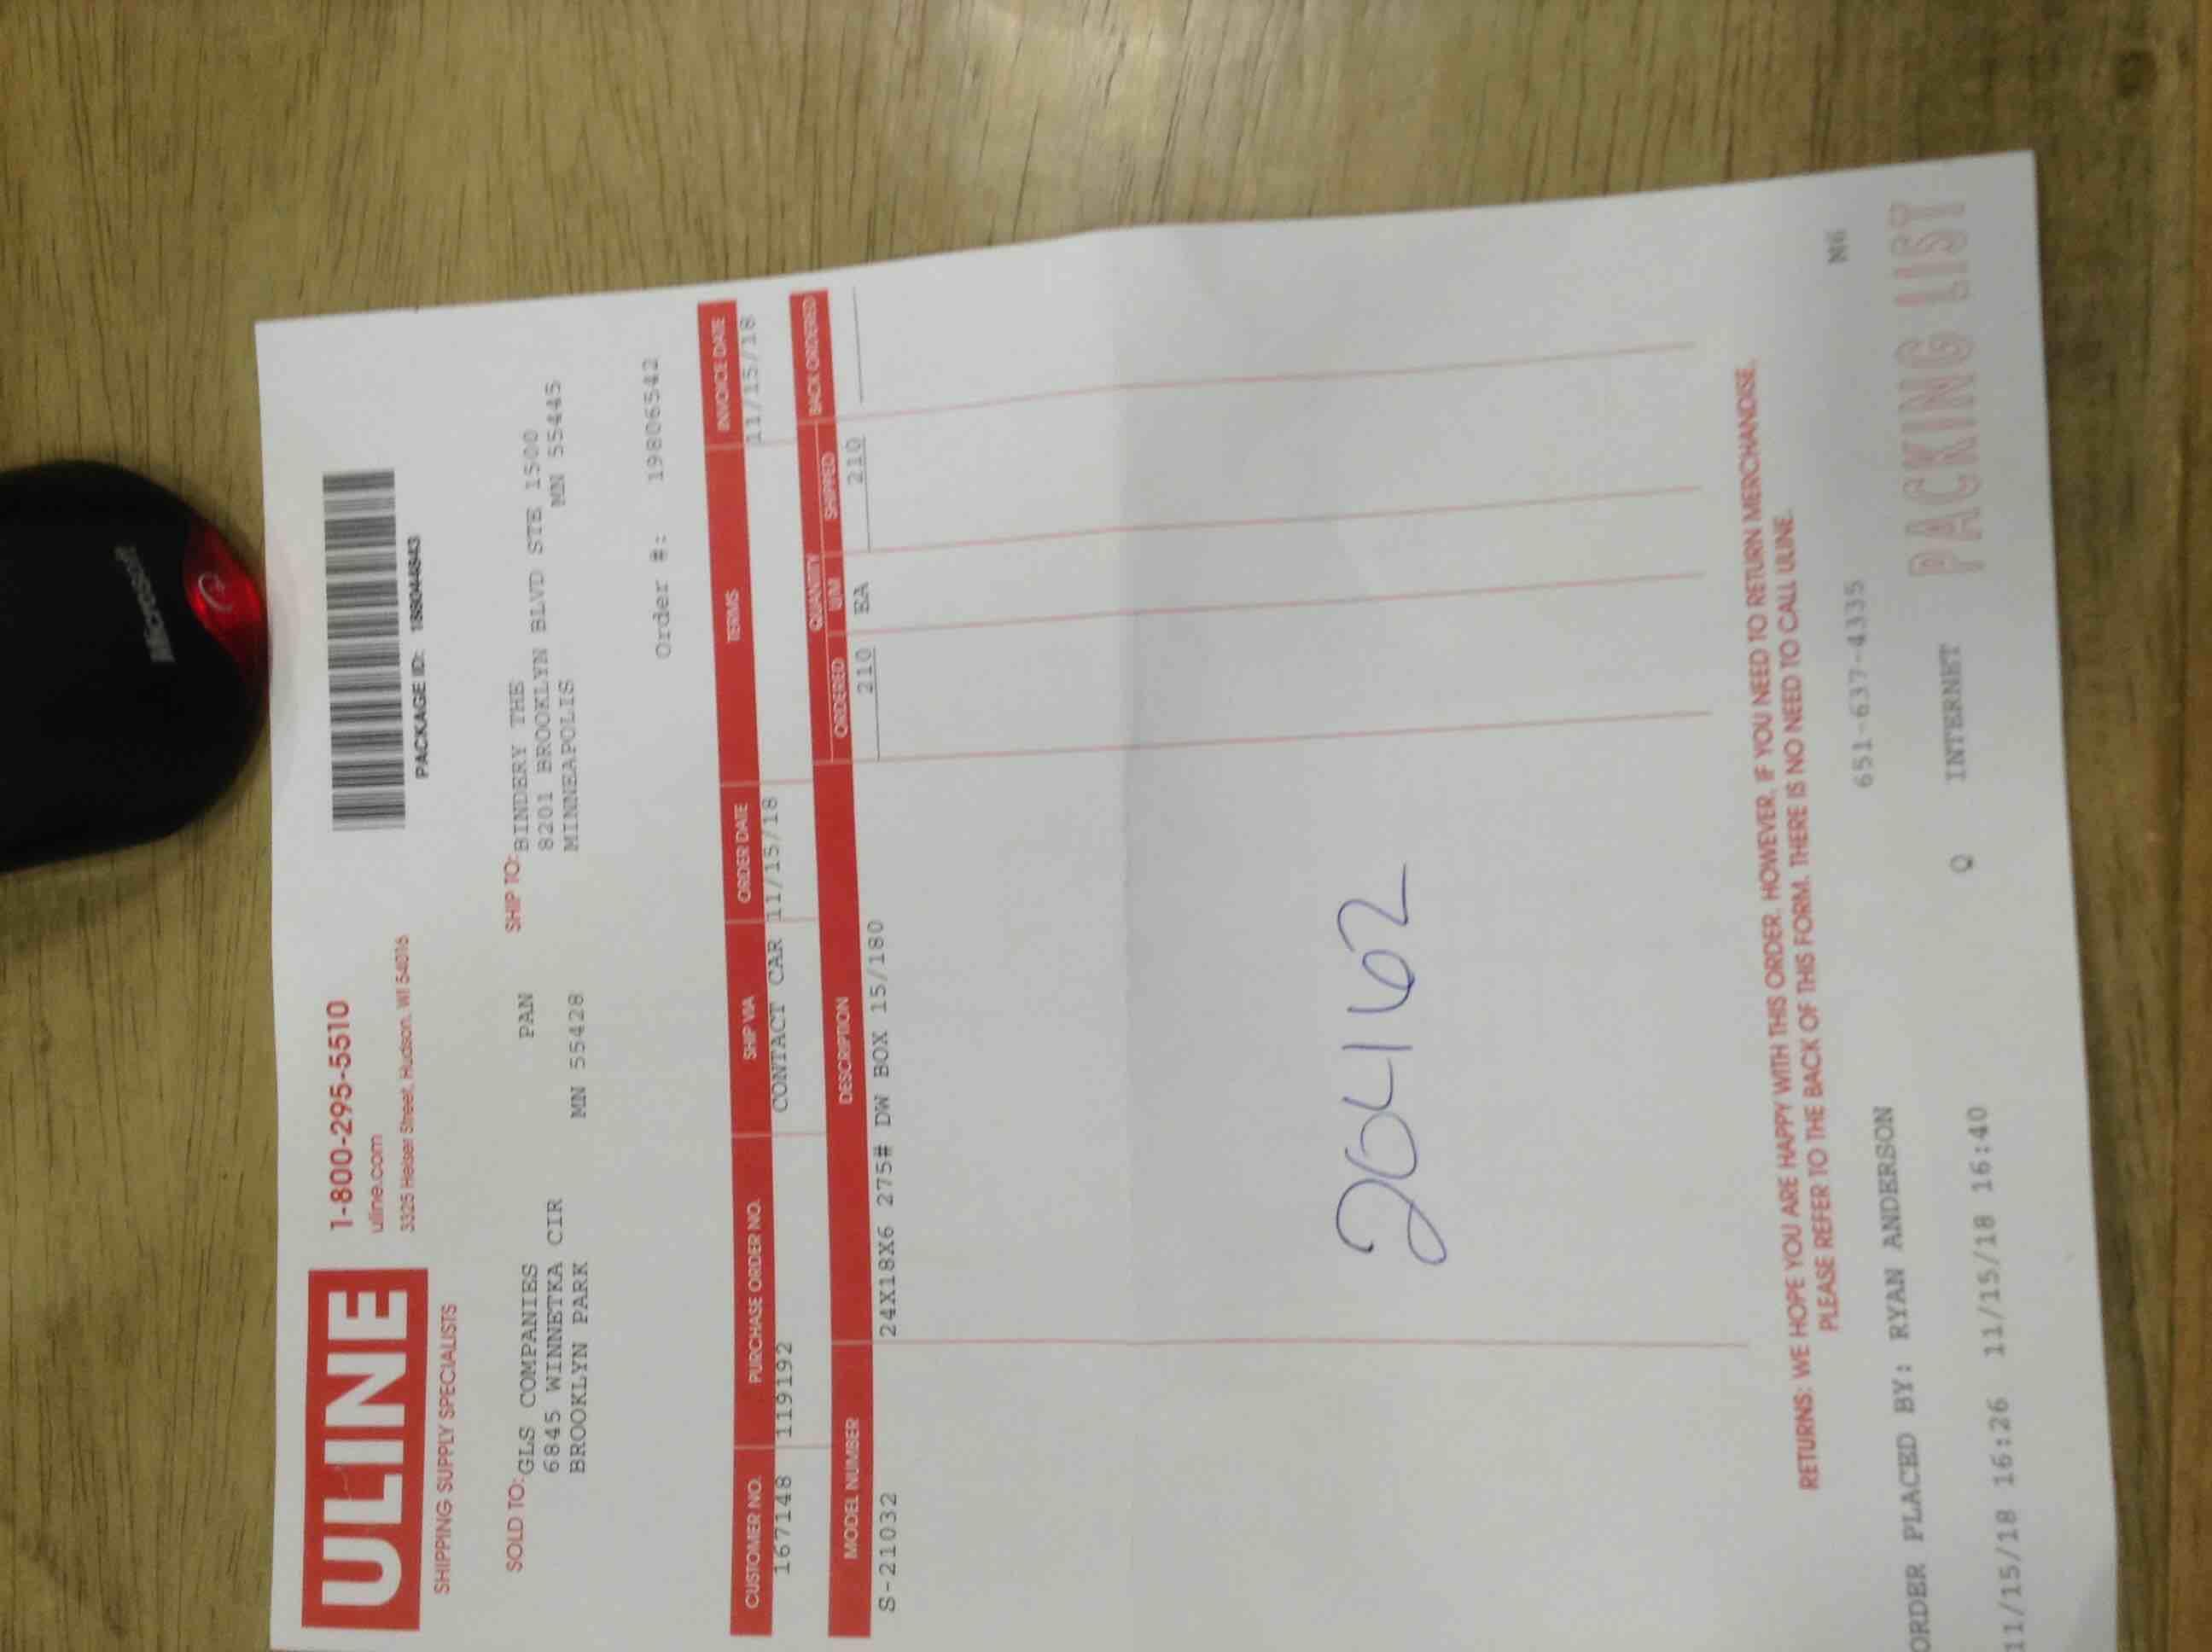 ULINE
SHIPPING SUPPLY SPECIALISTS
1-800-295-5510
uline.com
3325 Heiser Street, Hudson, WI 54016
PACKAGE ID:
SOLD TO: GLS COMPANIES PAN
6845 WINNETKA CIR
BROOKLYN PARK MN 55428
SHIP TO: BINDERY THE
8201 BROOKLYN BLVD STE 1500
MINNEAPOLIS MN 55445
Order #: 19806542
CUSTOMER NO. PURCHASE ORDER NO. SHIP VIA ORDER DATE TERMS INVOICE DATE
167148 119192 CONTACT CAR 11/15/18 11/15/18
MODEL NUMBER DESCRIPTION QUANTITY
ORDERED U/M SHIPPED BACK ORDERED
S-21032 24X18X6 275# DW BOX 15/180 210 EA 210
204162
RETURNS: WE HOPE YOU ARE HAPPY WITH THIS ORDER. HOWEVER, IF YOU NEED TO RETURN MERCHANDISE,
PLEASE REFER TO THE BACK OF THIS FORM. THERE IS NO NEED TO CALL ULINE.
ORDER PLACED BY: RYAN ANDERSON 651-637-4335
11/15/18 16:26 11/15/18 16:40 Q INTERNET
PACKING LIST
Microsoft